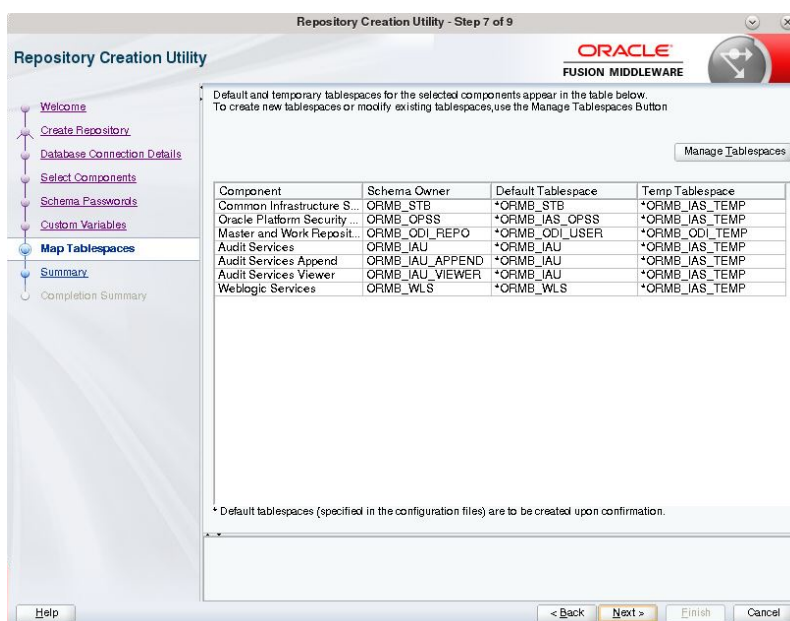 Repository Creation Utility - Step 7 of 9
Repository Creation Utility
ORACLE
FUSION MIDDLEWARE
Welcome
Create Repository
Database Connection Details
Select Components
Schema Passwords
Custom Variables
Map Tablespaces
Summary
Completion Summary
Default and temporary tablespaces for the selected components appear in the table below.
To create new tablespaces or modify existing tablespaces,use the Manage Tablespaces Button
Manage Tablespaces
Component Schema Owner Default Tablespace Temp Tablespace
Common Infrastructure S... ORMB_STB *ORMB_STB *ORMB_IAS_TEMP
Oracle Platform Security ... ORMB_OPSS *ORMB_IAS_OPSS *ORMB_IAS_TEMP
Master and Work Reposit... ORMB_ODI_REPO *ORMB_ODI_USER *ORMB_ODI_TEMP
Audit Services ORMB_IAU *ORMB_IAU *ORMB_IAS_TEMP
Audit Services Append ORMB_IAU_APPEND *ORMB_IAU *ORMB_IAS_TEMP
Audit Services Viewer ORMB_IAU_VIEWER *ORMB_IAU *ORMB_IAS_TEMP
Weblogic Services ORMB_WLS *ORMB_WLS *ORMB_IAS_TEMP
* Default tablespaces (specified in the configuration files) are to be created upon confirmation.
Help < Back Next > Finish Cancel